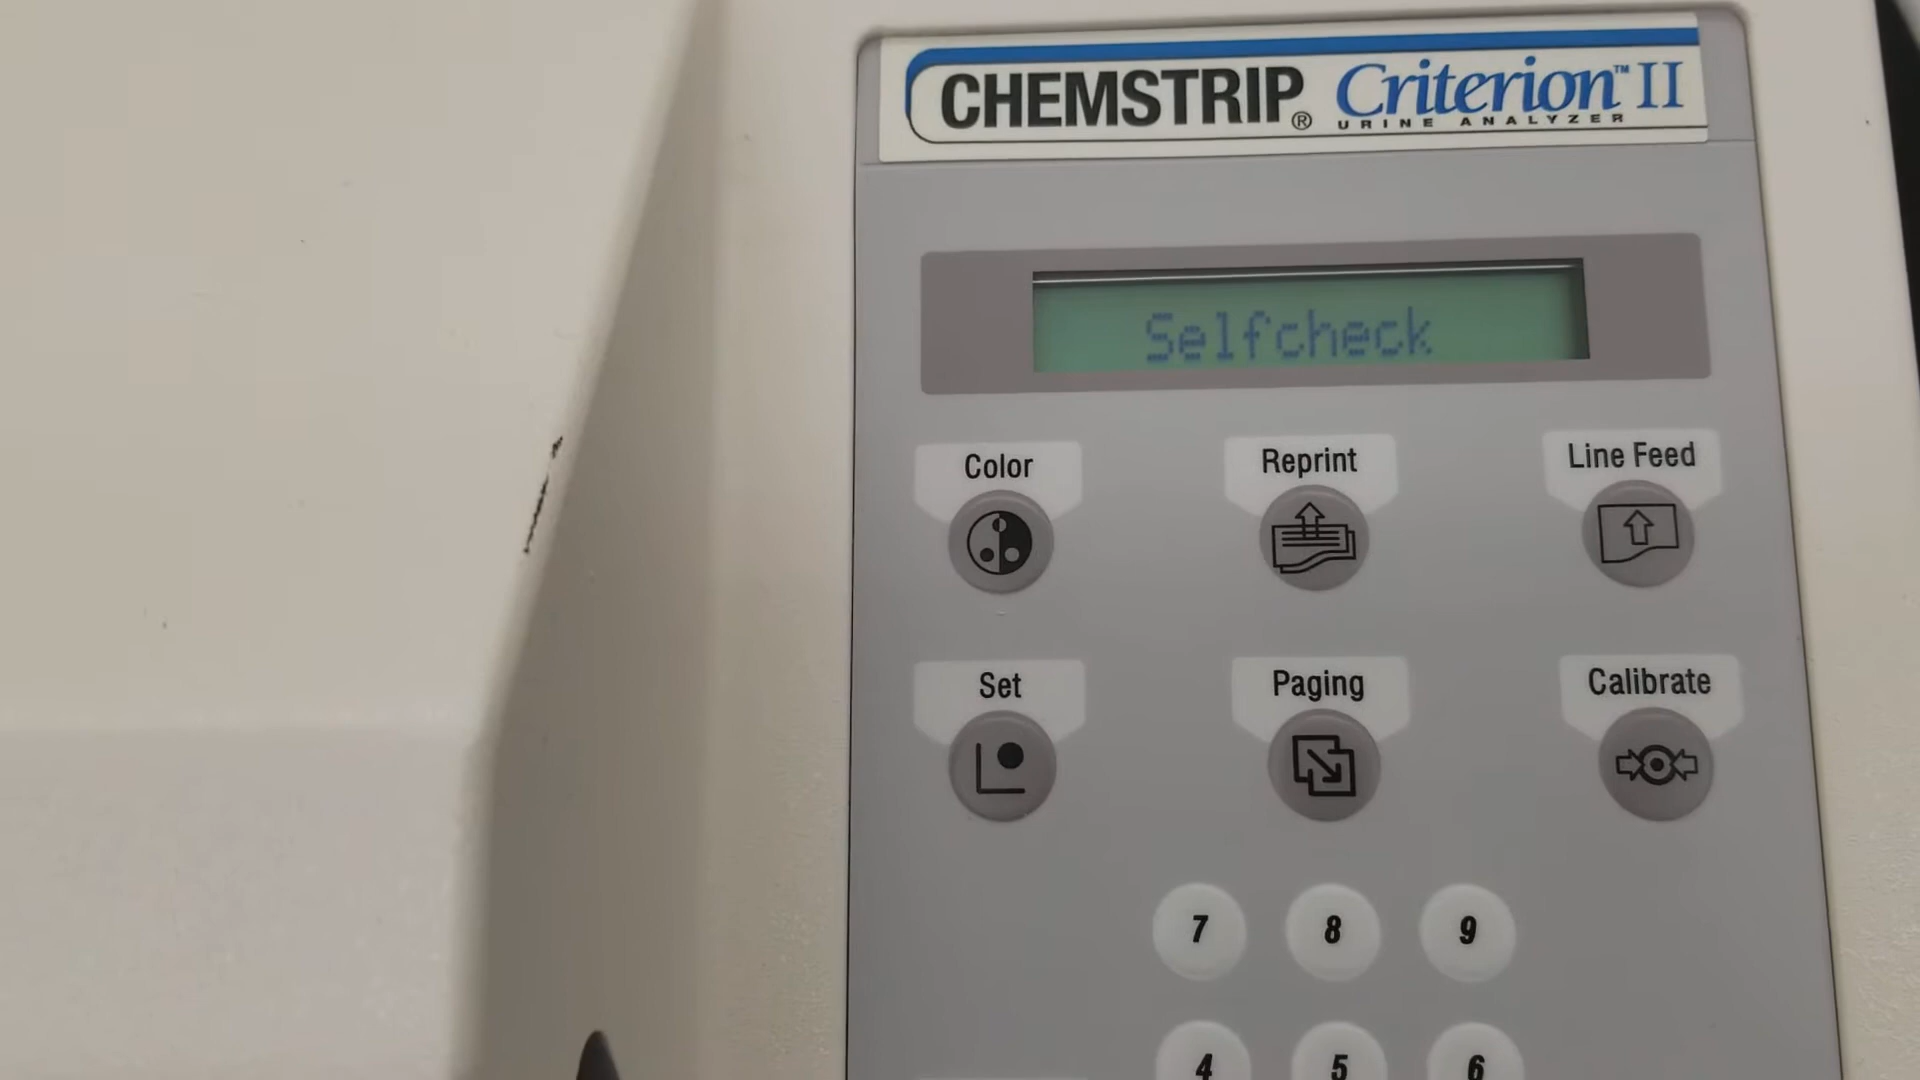 CHEMSTRIP® Criterion™ II
URINE ANALYZER
Selfcheck
Color Reprint Line Feed
Set Paging Calibrate
7 8 9
4 5 6